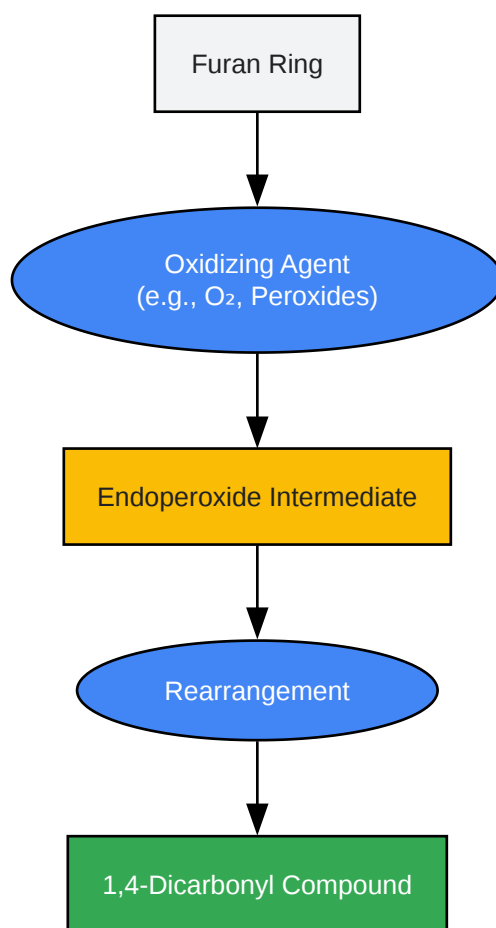 Furan Ring
Oxidizing Agent
(e.g., O₂, Peroxides)
Endoperoxide Intermediate
Rearrangement
1,4-Dicarbonyl Compound